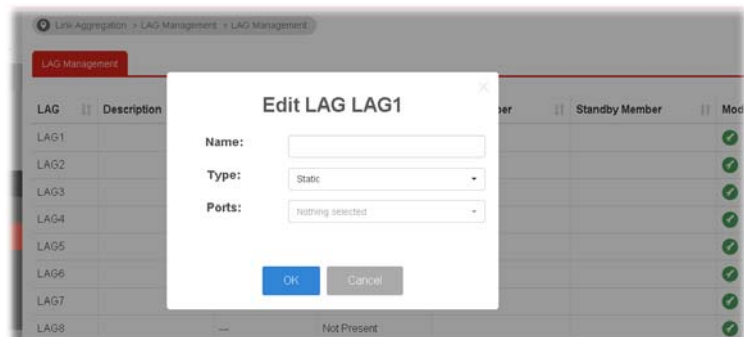 Link Aggregation > LAG Management > LAG Management
LAG Management
LAG Description ber Standby Member Mod
Edit LAG LAG1
Name:
Type: Static
Ports: Nothing selected
OK Cancel
LAG1
LAG2
LAG3
LAG4
LAG5
LAG6
LAG7
LAG8 --- Not Present